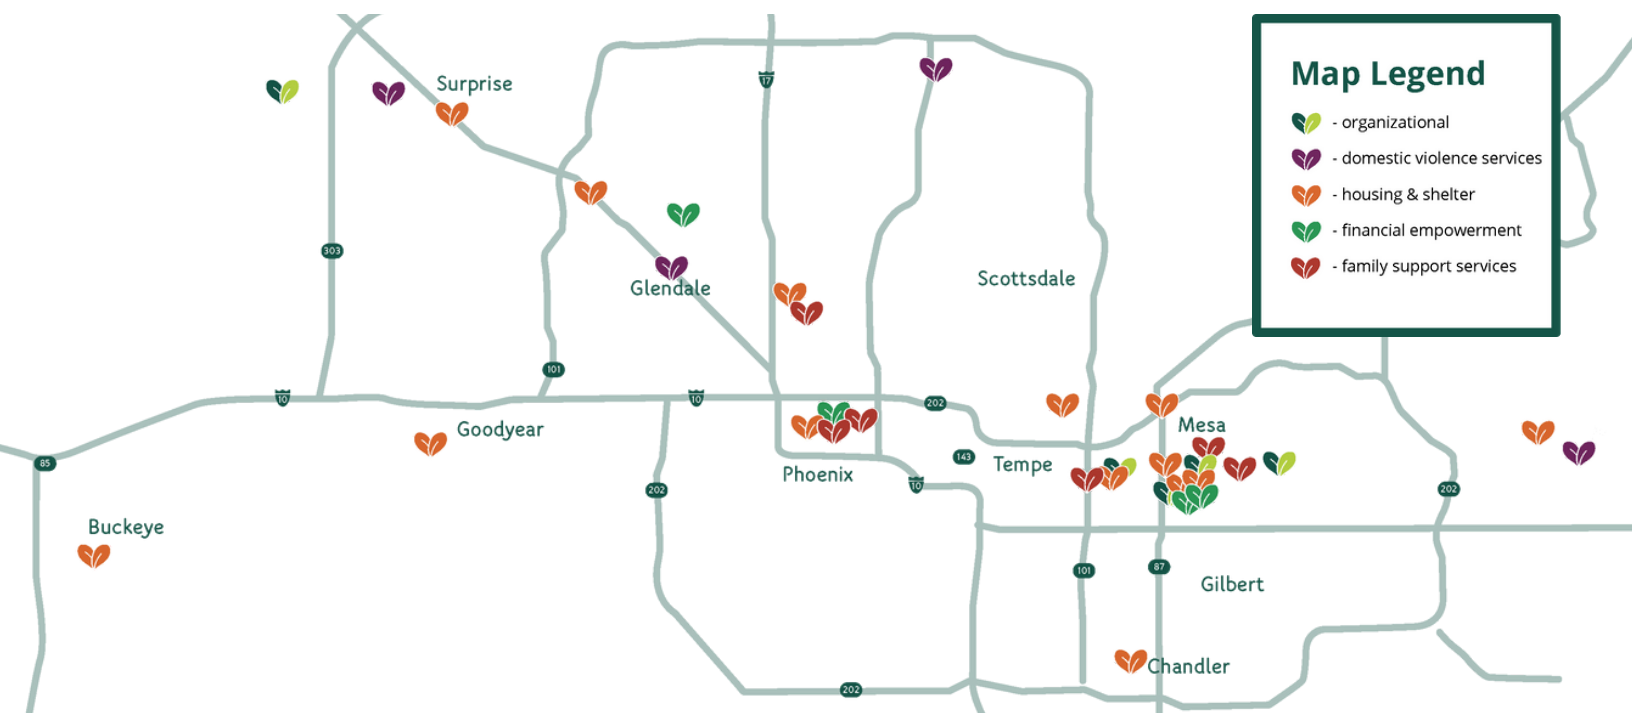 Map Legend
- organizational
- domestic violence services
- housing & shelter
- financial empowerment
- family support services
Surprise
17
303
Glendale
Scottsdale
101
10
10
202
Goodyear
Mesa
85
143
Tempe
Phoenix
202
10
202
Buckeye
101
87
Gilbert
Chandler
202